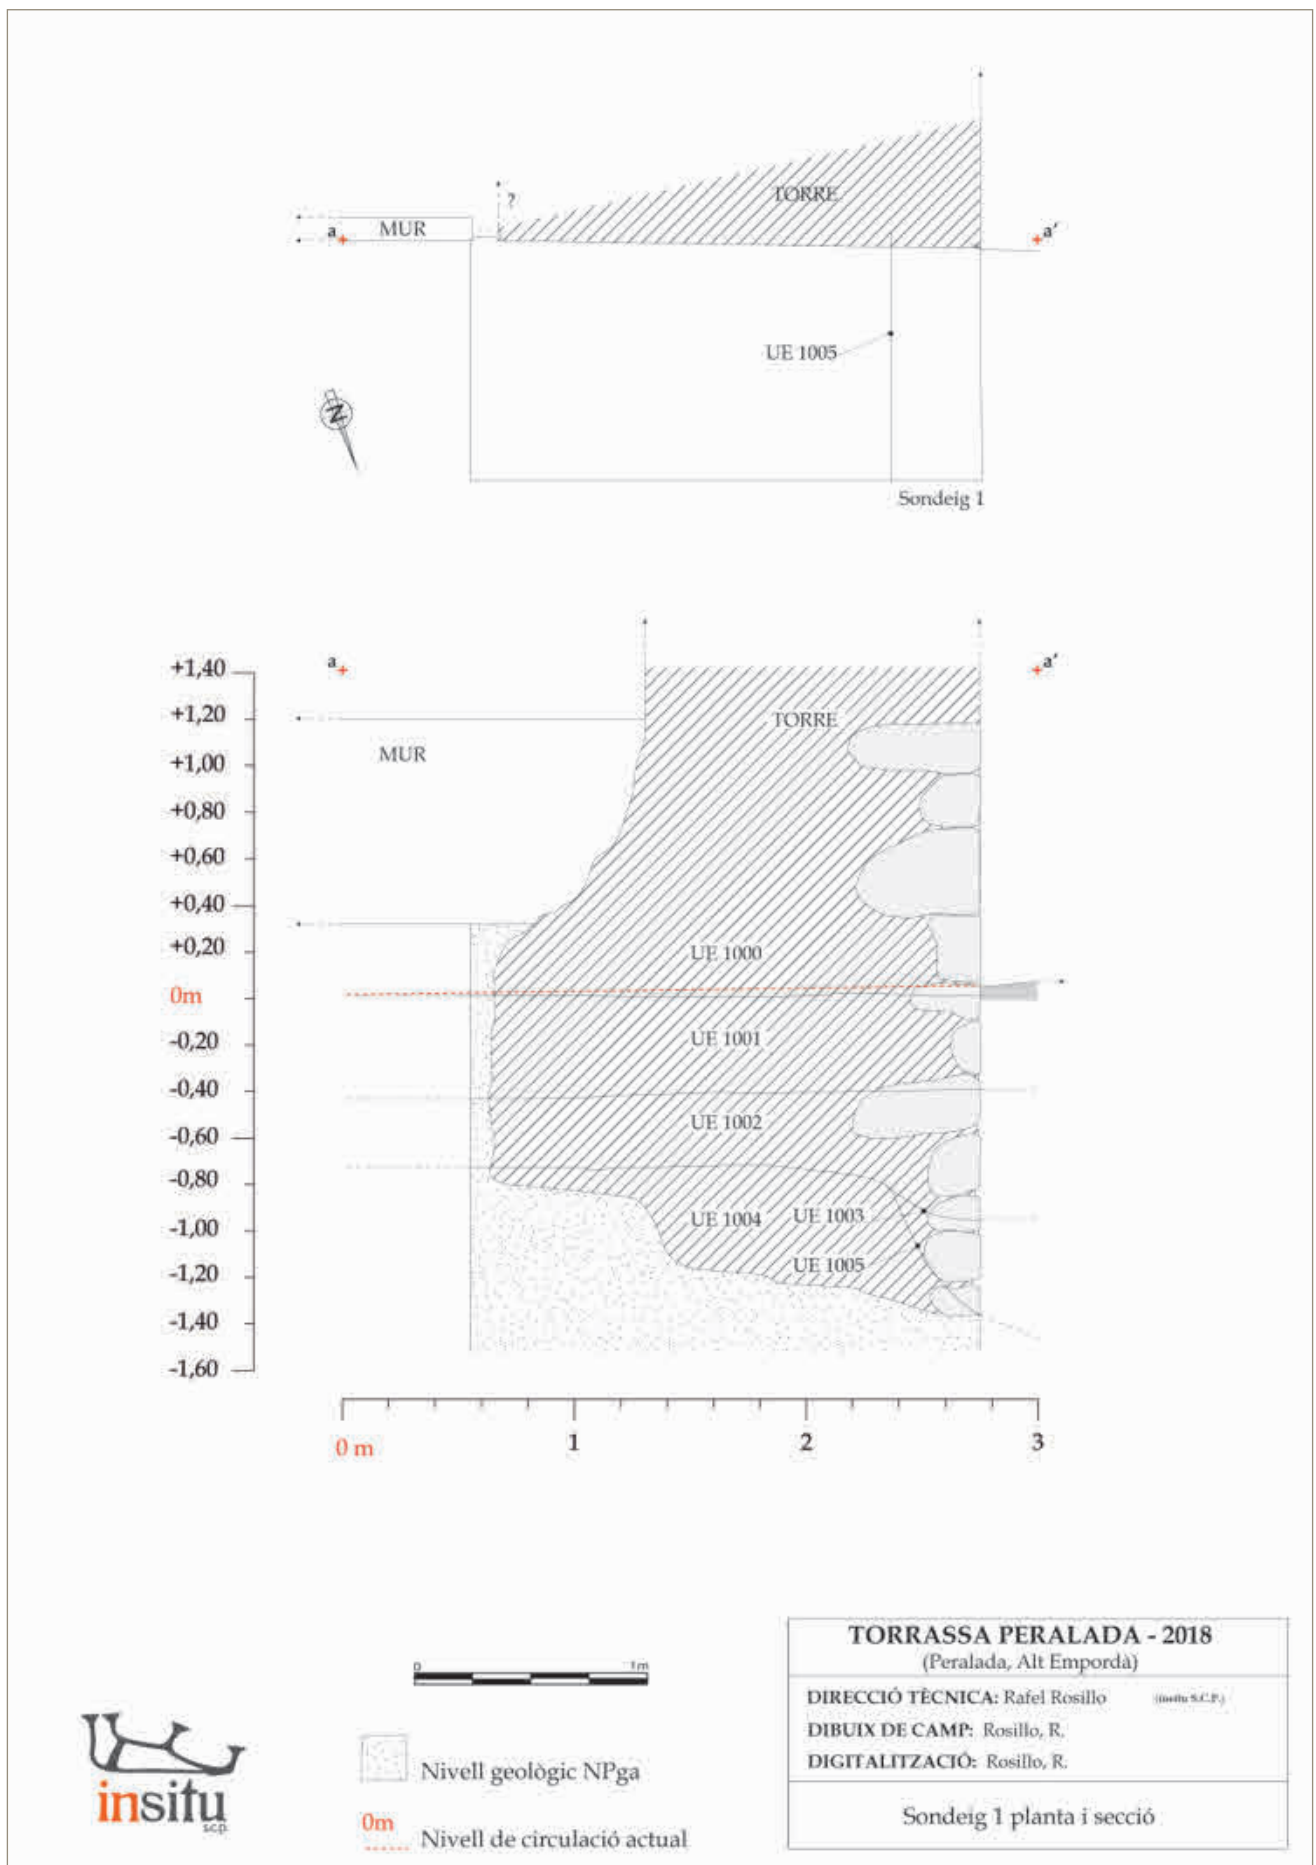 ?
TORRE
a
MUR
a'
UE 1005
N
Sondeig 1
a
a'
+1,40
+1,20
TORRE
MUR
+1,00
+0,80
+0,60
+0,40
+0,20
UE 1000
0m
UE 1001
-0,20
-0,40
UE 1002
-0,60
-0,80
UE 1004
UE 1003
-1,00
UE 1005
-1,20
-1,40
-1,60
0 m
1
2
3
0
1m
TORRASSA PERALADA - 2018
(Peralada, Alt Empordà)
DIRECCIÓ TÈCNICA: Rafel Rosillo (insitu S.C.P.)
DIBUIX DE CAMP: Rosillo, R.
DIGITALITZACIÓ: Rosillo, R.
Sondeig 1 planta i secció
Nivell geològic NPga
0m
Nivell de circulació actual
insitu
s.c.p.